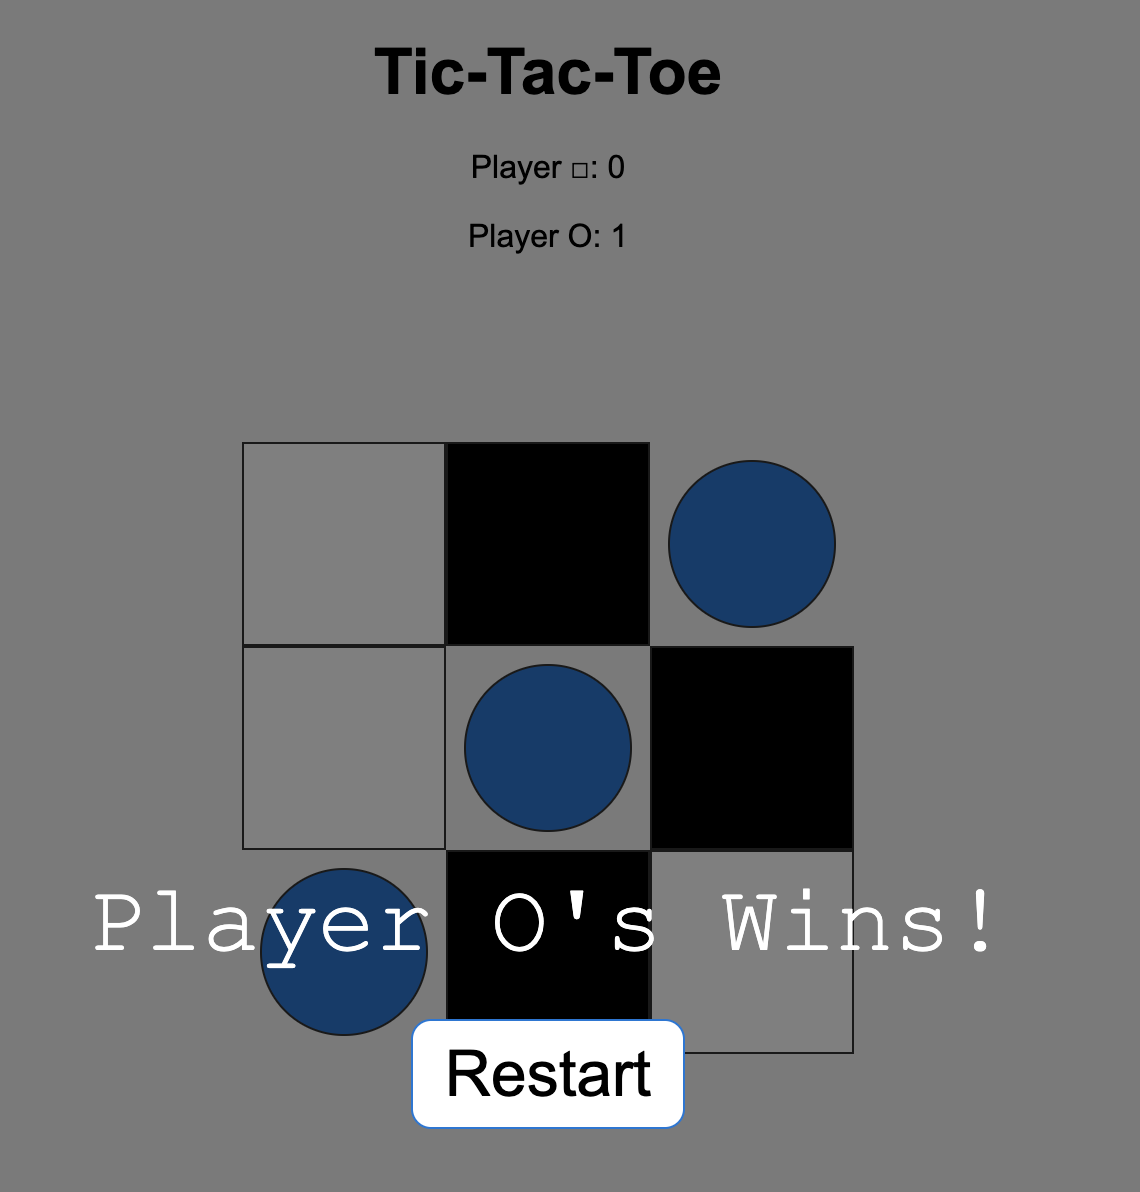 Tic-Tac-Toe
Player □: 0
Player O: 1
Player O's Wins!
Restart